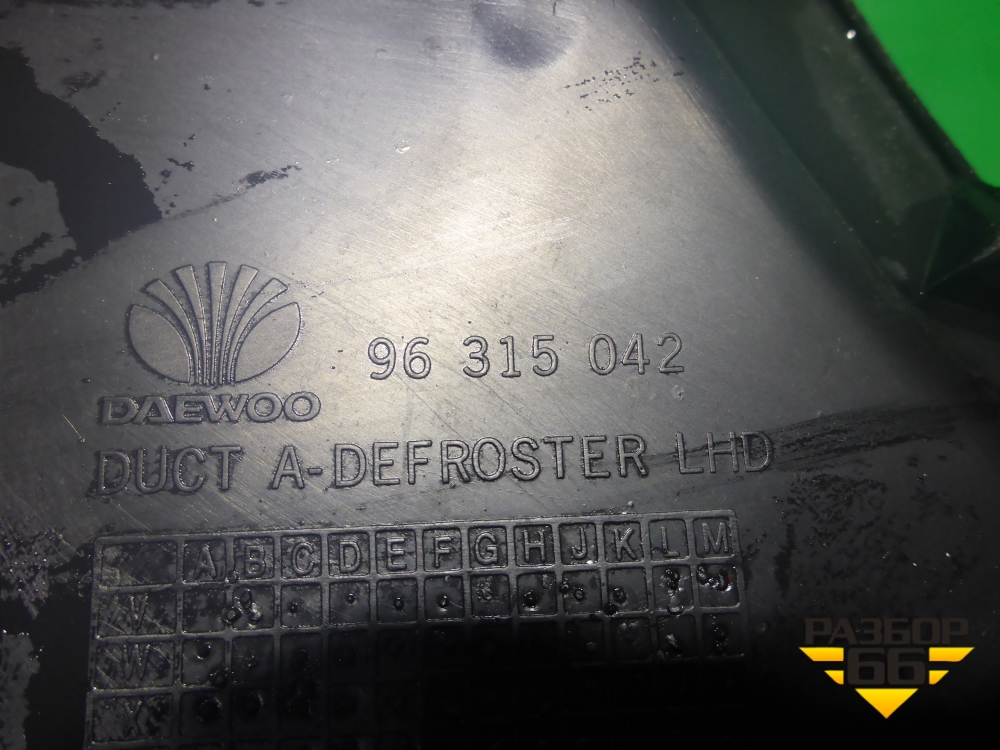 96 315 042
DAEWOO
DUCT A-DEFROSTER LHD
A B C D E F G H J K L M
V
W
X
РАЗБОР
66